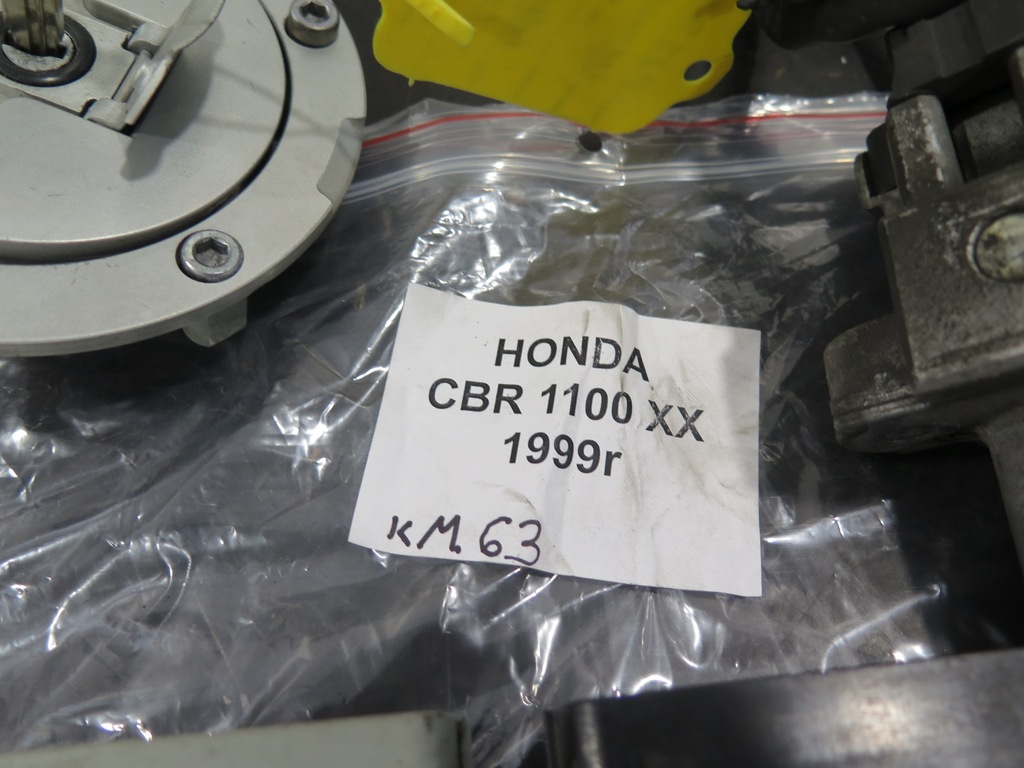 HONDA
CBR 1100 XX
1999r
KM. 63